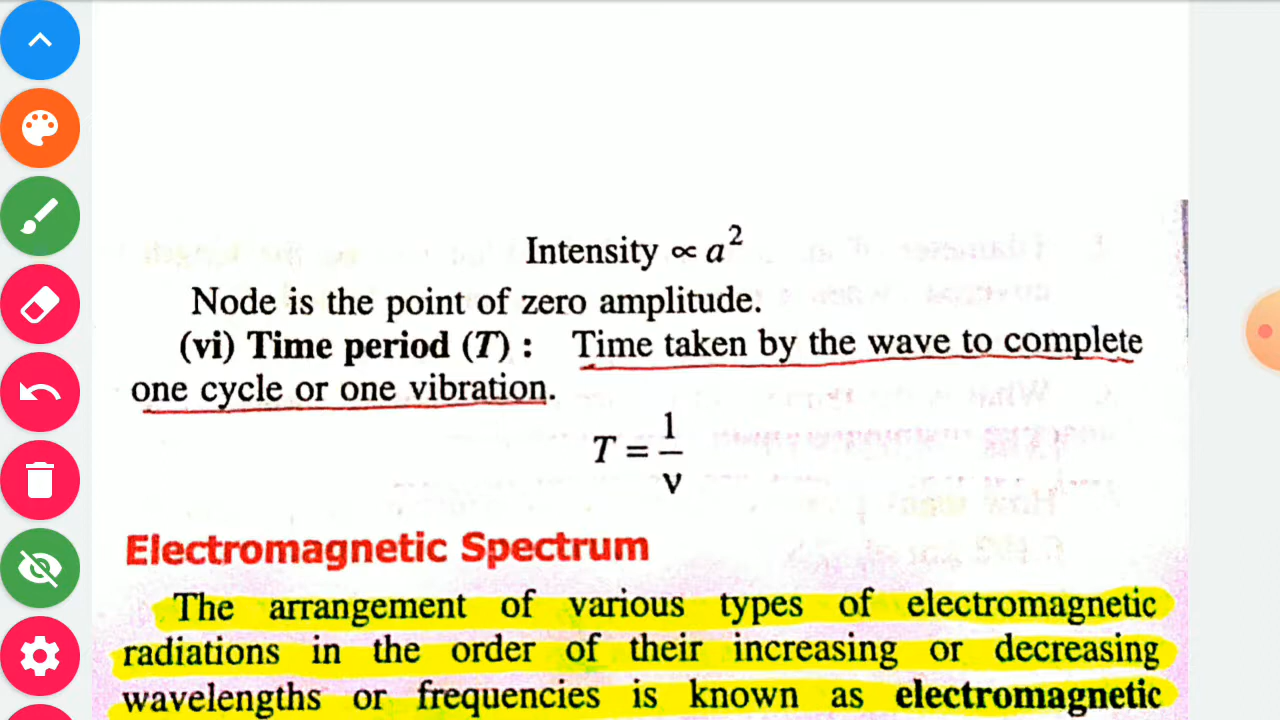 Intensity ∝ a²
Node is the point of zero amplitude.
(vi) Time period (T) : Time taken by the wave to complete
one cycle or one vibration.
T = 1/ν
Electromagnetic Spectrum
The arrangement of various types of electromagnetic
radiations in the order of their increasing or decreasing
wavelengths or frequencies is known as electromagnetic